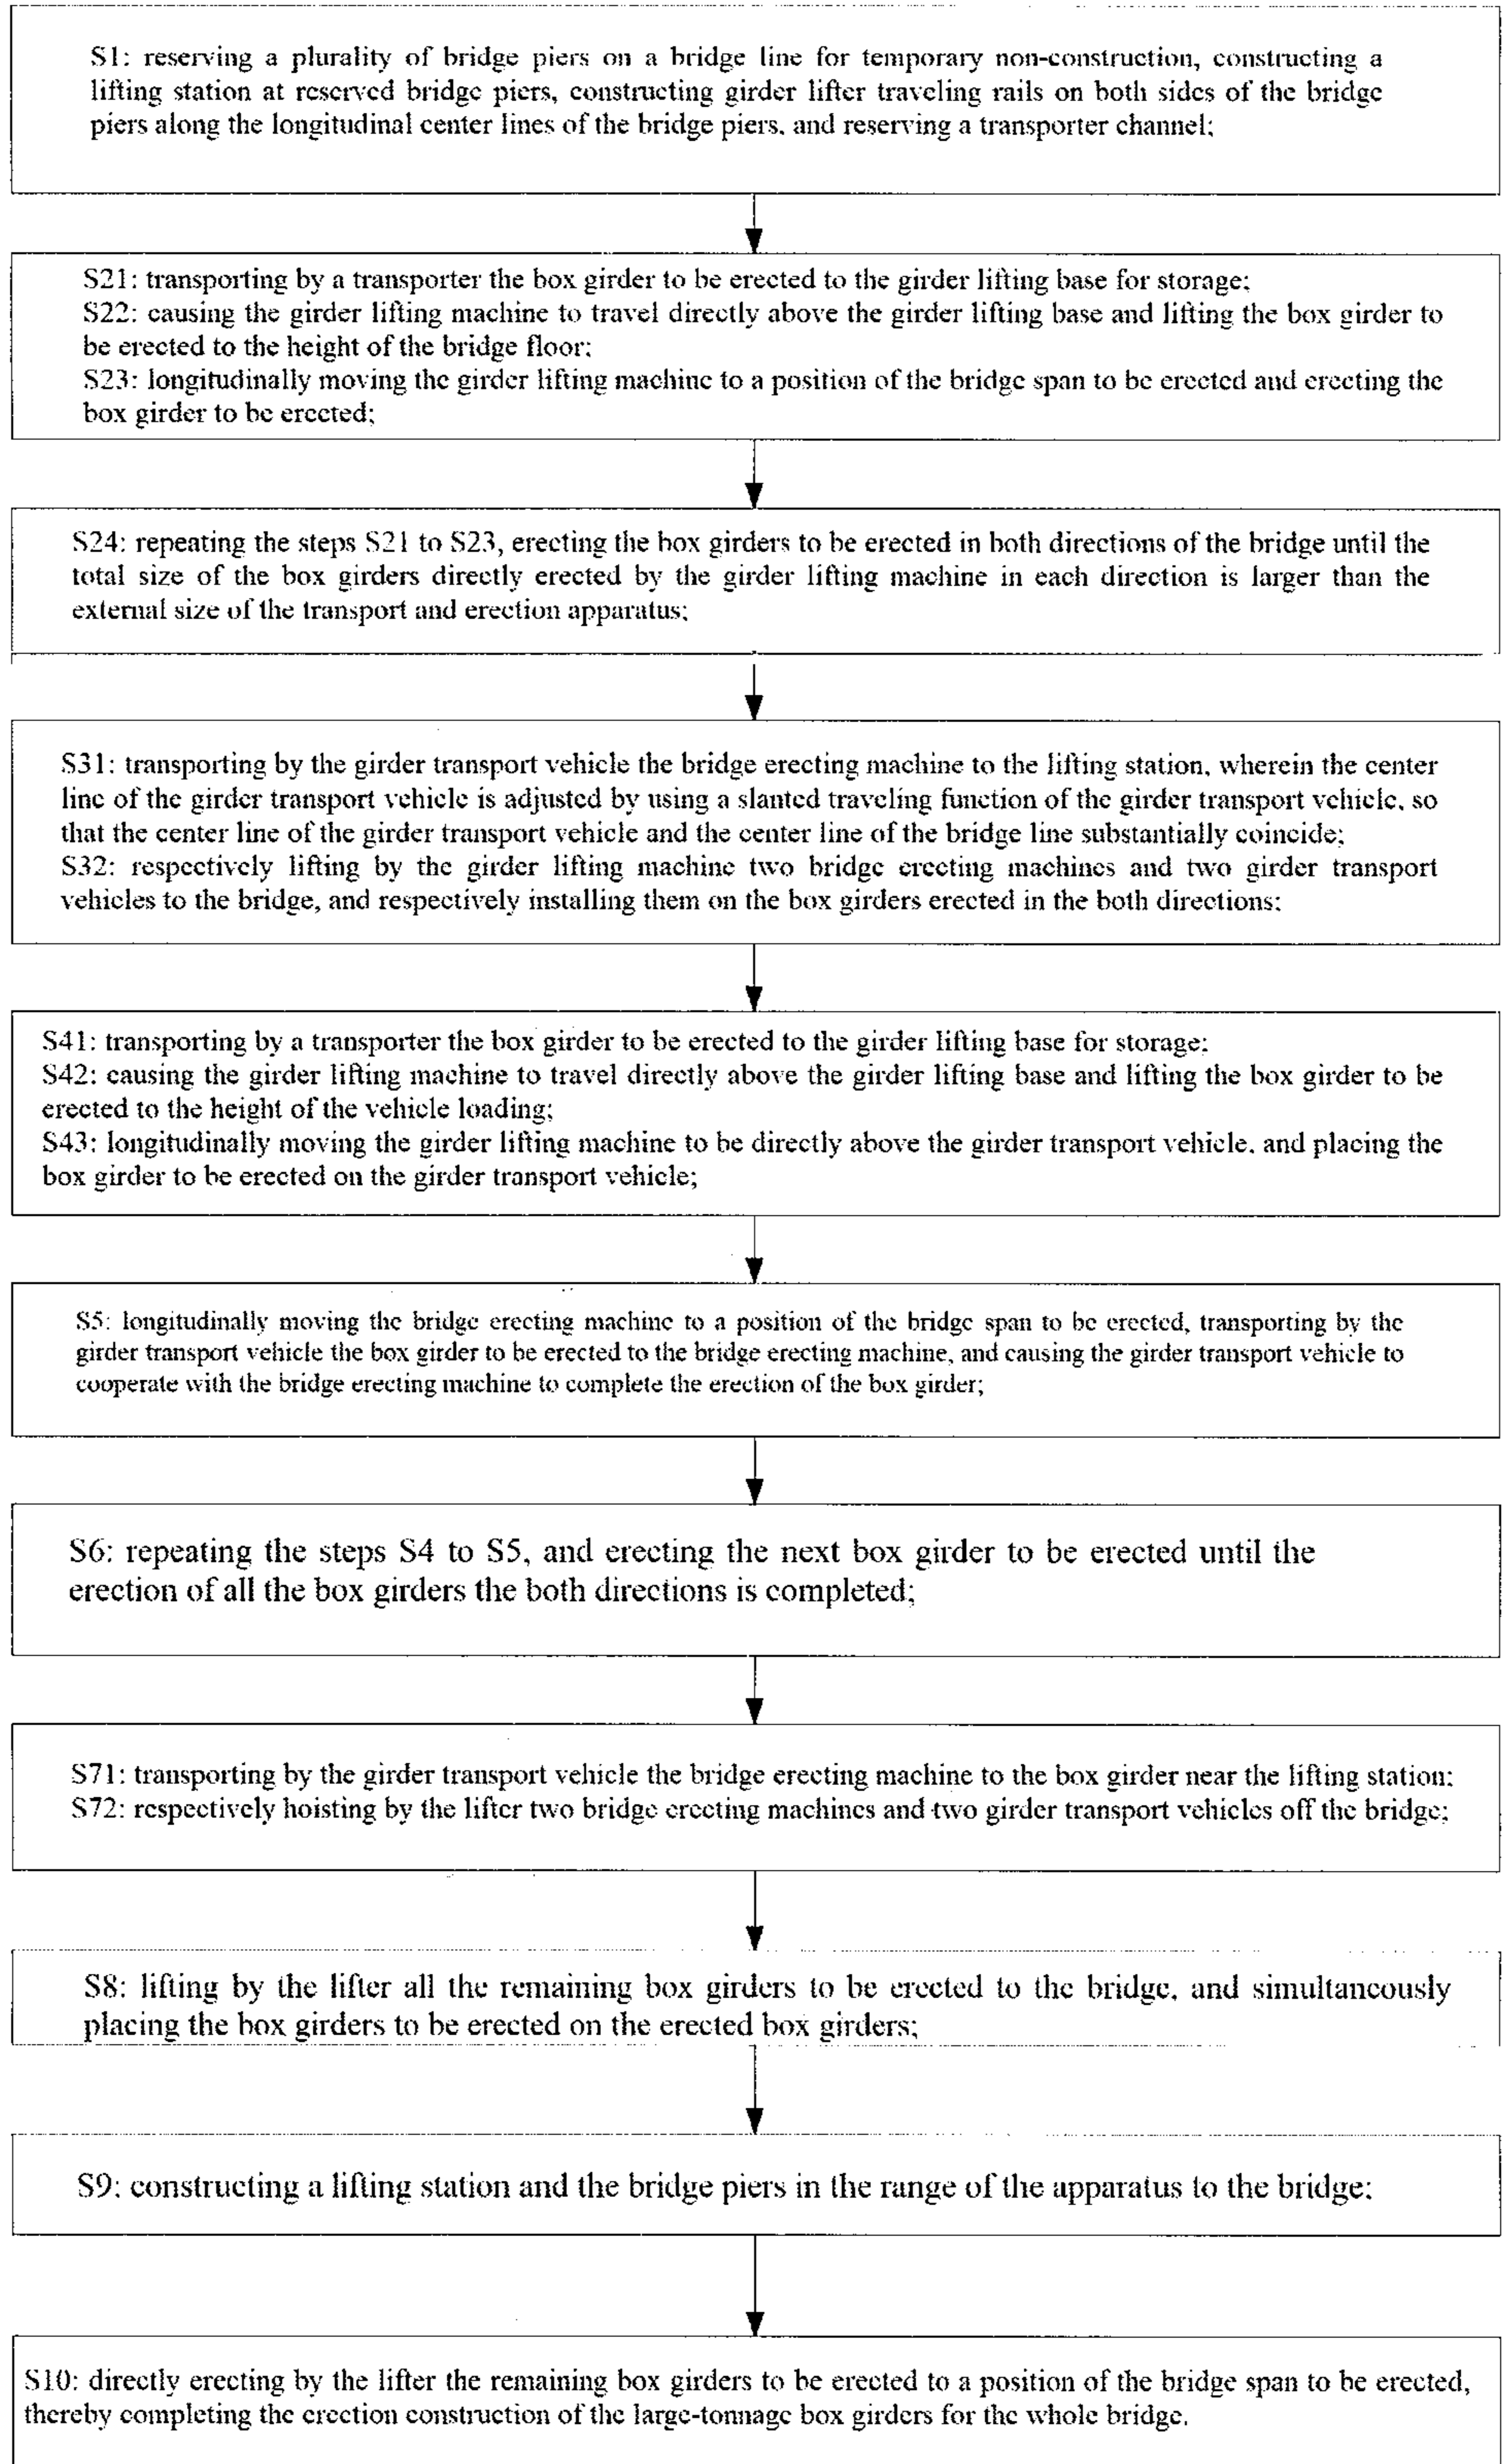 S1: reserving a plurality of bridge piers on a bridge line for temporary non-construction, constructing a
lifting station at reserved bridge piers, constructing girder lifter traveling rails on both sides of the bridge
piers along the longitudinal center lines of the bridge piers, and reserving a transporter channel;
S21: transporting by a transporter the box girder to be erected to the girder lifting base for storage;
S22: causing the girder lifting machine to travel directly above the girder lifting base and lifting the box girder to
be erected to the height of the bridge floor;
S23: longitudinally moving the girder lifting machine to a position of the bridge span to be erected and erecting the
box girder to be erected;
S24: repeating the steps S21 to S23, erecting the box girders to be erected in both directions of the bridge until the
total size of the box girders directly erected by the girder lifting machine in each direction is larger than the
external size of the transport and erection apparatus;
S31: transporting by the girder transport vehicle the bridge erecting machine to the lifting station, wherein the center
line of the girder transport vehicle is adjusted by using a slanted traveling function of the girder transport vehicle, so
that the center line of the girder transport vehicle and the center line of the bridge line substantially coincide;
S32: respectively lifting by the girder lifting machine two bridge erecting machines and two girder transport
vehicles to the bridge, and respectively installing them on the box girders erected in the both directions;
S41: transporting by a transporter the box girder to be erected to the girder lifting base for storage;
S42: causing the girder lifting machine to travel directly above the girder lifting base and lifting the box girder to be
erected to the height of the vehicle loading;
S43: longitudinally moving the girder lifting machine to be directly above the girder transport vehicle, and placing the
box girder to be erected on the girder transport vehicle;
S5: longitudinally moving the bridge erecting machine to a position of the bridge span to be erected, transporting by the
girder transport vehicle the box girder to be erected to the bridge erecting machine, and causing the girder transport vehicle to
cooperate with the bridge erecting machine to complete the erection of the box girder;
S6: repeating the steps S4 to S5, and erecting the next box girder to be erected until the
erection of all the box girders the both directions is completed;
S71: transporting by the girder transport vehicle the bridge erecting machine to the box girder near the lifting station;
S72: respectively hoisting by the lifter two bridge erecting machines and two girder transport vehicles off the bridge;
S8: lifting by the lifter all the remaining box girders to be erected to the bridge, and simultaneously
placing the box girders to be erected on the erected box girders;
S9: constructing a lifting station and the bridge piers in the range of the apparatus to the bridge;
S10: directly erecting by the lifter the remaining box girders to be erected to a position of the bridge span to be erected,
thereby completing the erection construction of the large-tonnage box girders for the whole bridge.